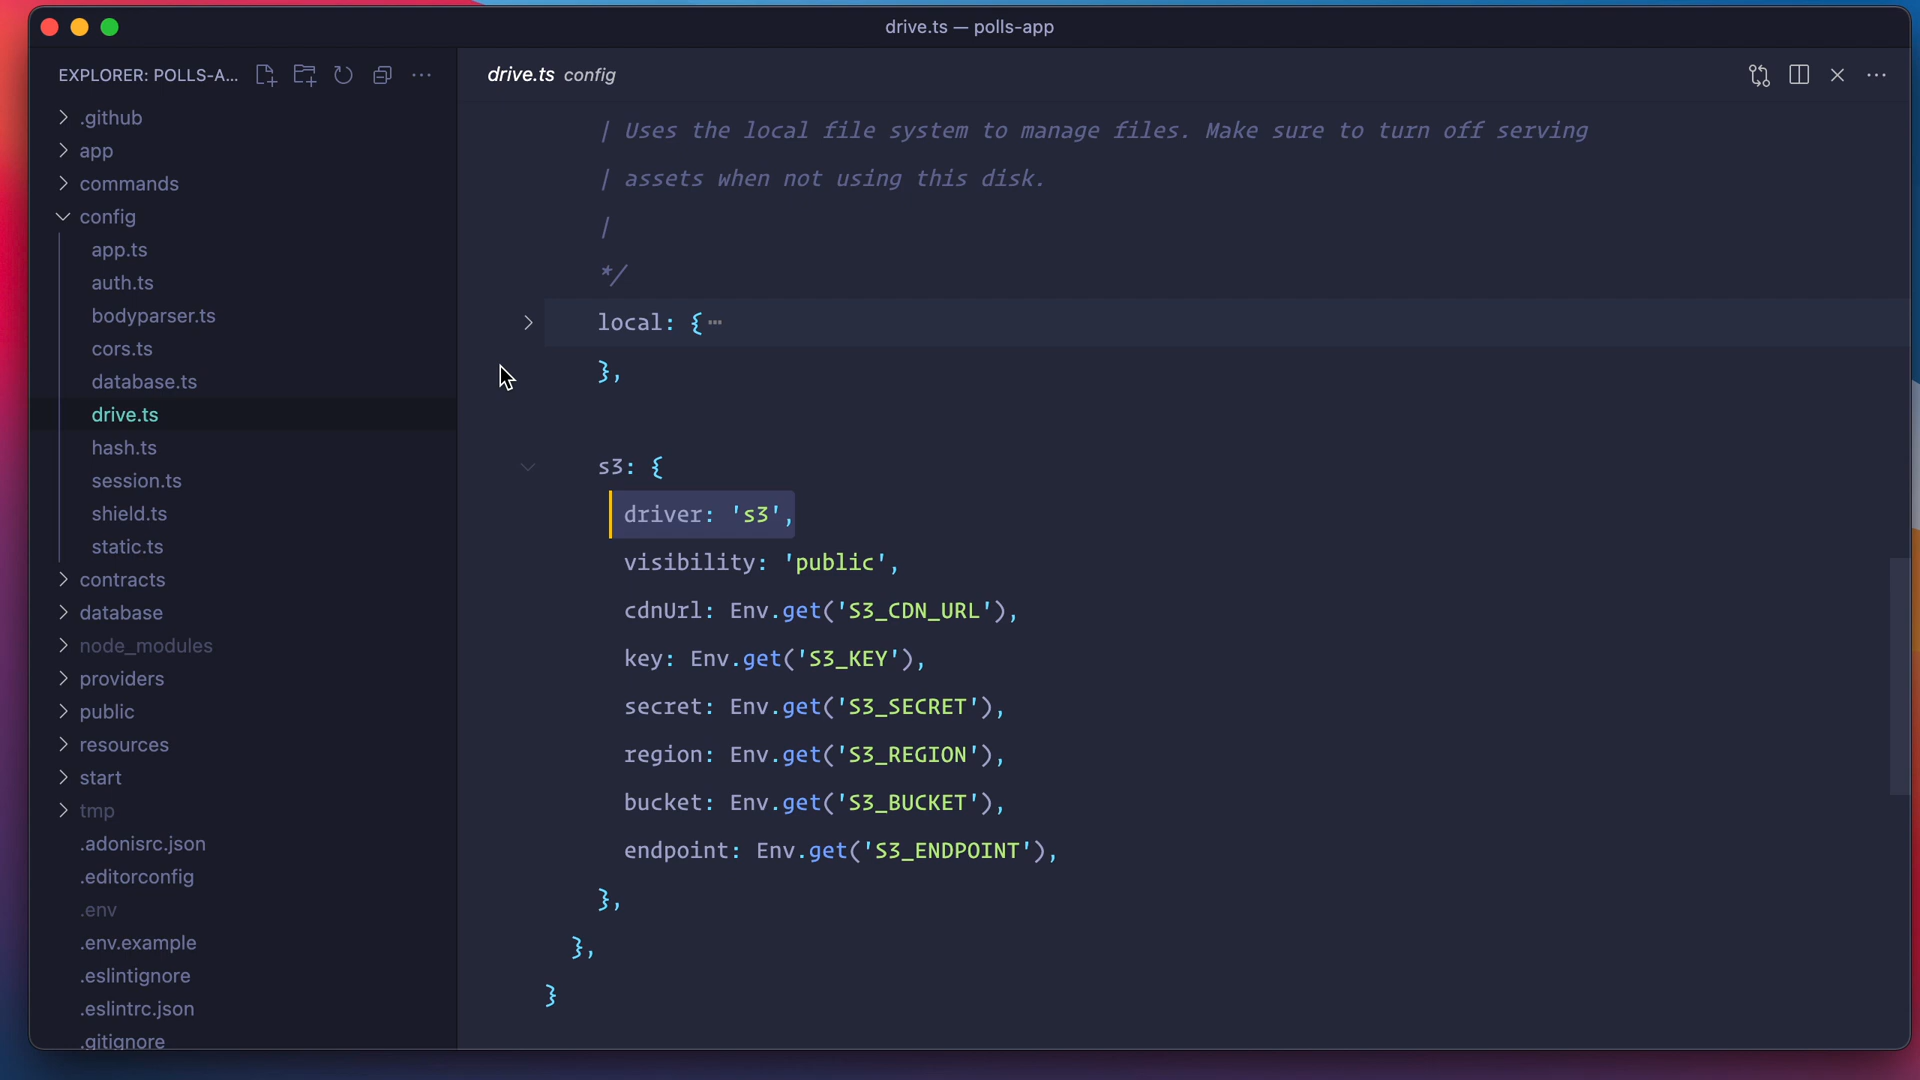 drive.ts — polls-app
EXPLORER: POLLS-A...
.github
app
commands
config
app.ts
auth.ts
bodyparser.ts
cors.ts
database.ts
drive.ts
hash.ts
session.ts
shield.ts
static.ts
contracts
database
node_modules
providers
public
resources
start
tmp
.adonisrc.json
.editorconfig
.env
.env.example
.eslintignore
.eslintrc.json
.gitignore
drive.ts config
| Uses the local file system to manage files. Make sure to turn off serving
| assets when not using this disk.
|
*/
local: {⋯
},
s3: {
driver: 's3',
visibility: 'public',
cdnUrl: Env.get('S3_CDN_URL'),
key: Env.get('S3_KEY'),
secret: Env.get('S3_SECRET'),
region: Env.get('S3_REGION'),
bucket: Env.get('S3_BUCKET'),
endpoint: Env.get('S3_ENDPOINT'),
},
},
}